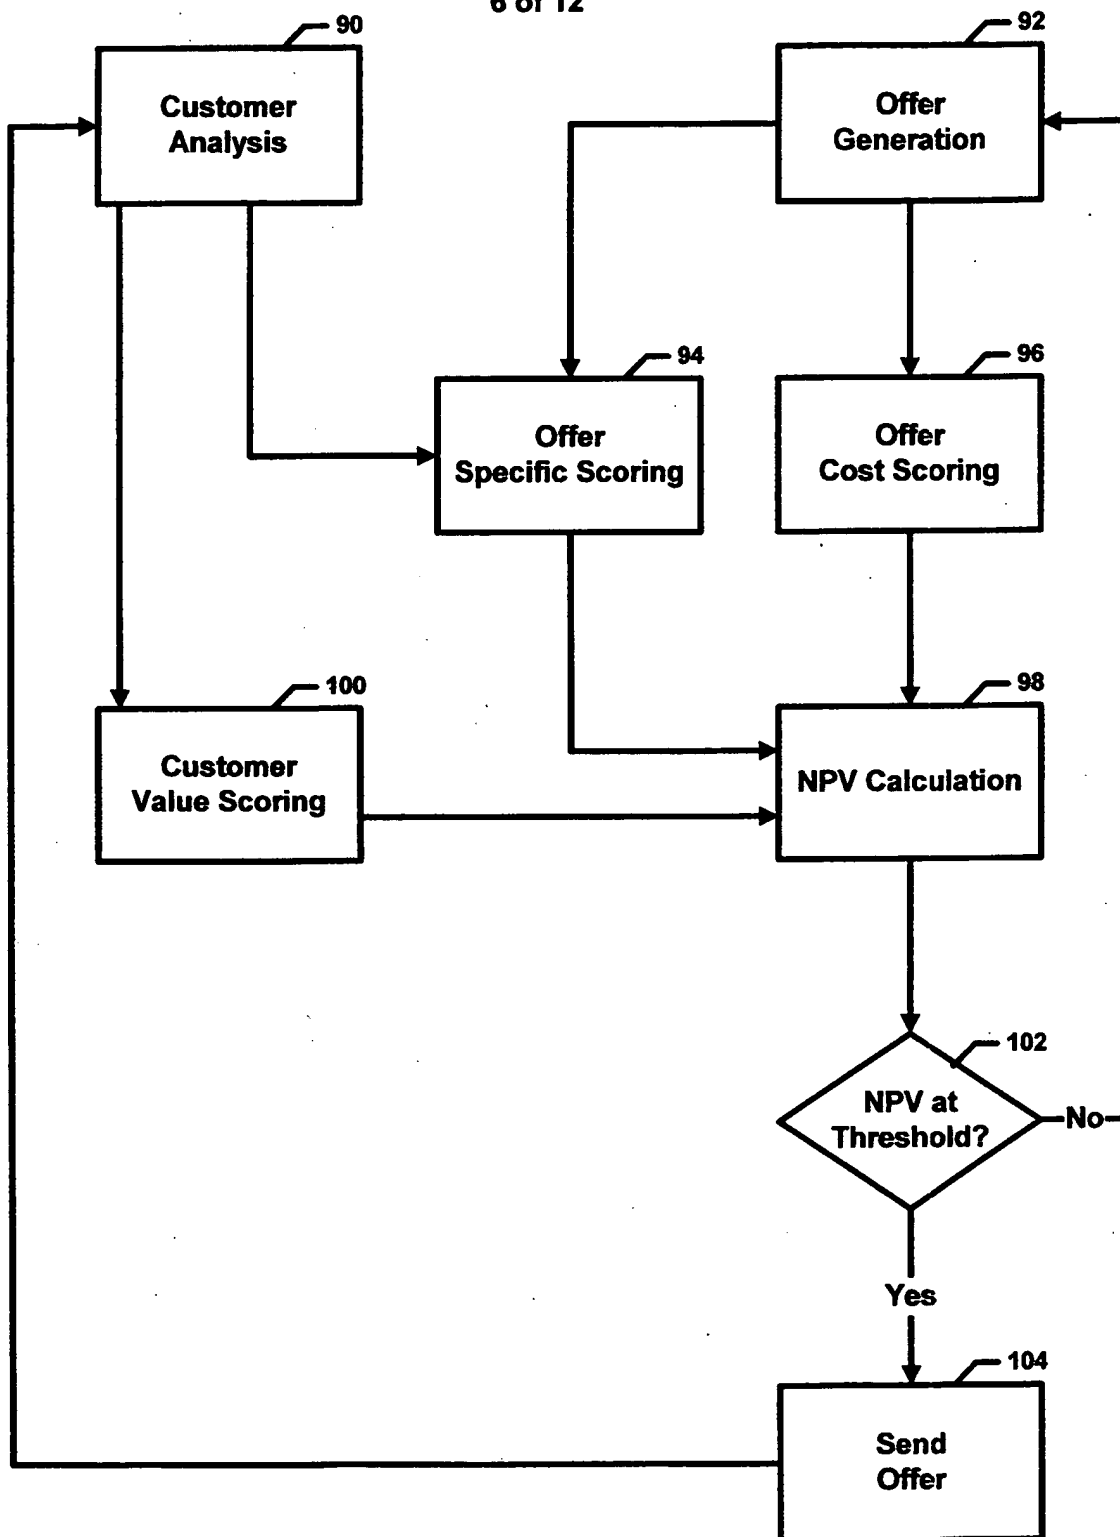 6 of 12
90
92
Customer
Analysis
Offer
Generation
94
96
Offer
Specific Scoring
Offer
Cost Scoring
100
98
Customer
Value Scoring
NPV Calculation
102
NPV at
Threshold?
No
Yes
104
Send
Offer